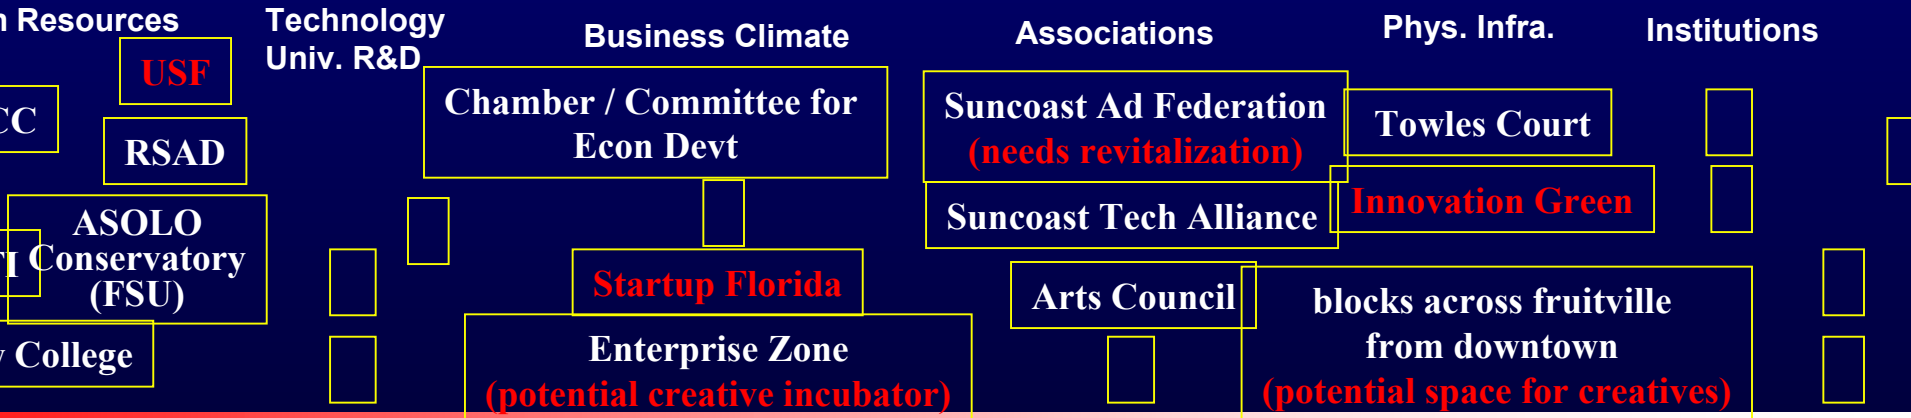 Resources
USF
CC
RSAD
ASOLO
Conservatory
(FSU)
College
Technology
Univ. R&D
Business Climate
Chamber / Committee for
Econ Devt
Startup Florida
Enterprise Zone
(potential creative incubator)
Associations
Suncoast Ad Federation
(needs revitalization)
Suncoast Tech Alliance
Arts Council
Phys. Infra.
Towles Court
Innovation Green
blocks across fruitville
from downtown
(potential space for creatives)
Institutions